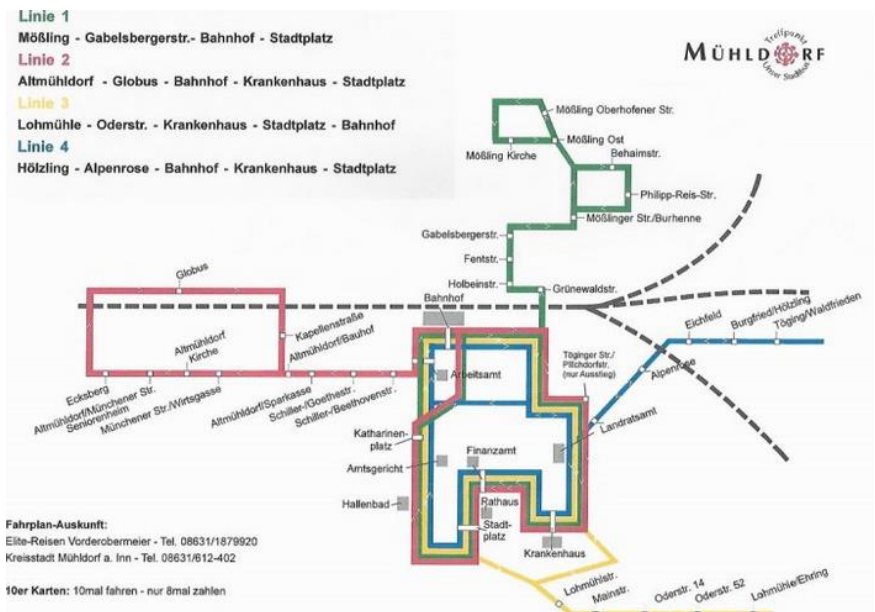 Linie 1
Mößling - Gabelsbergerstr.- Bahnhof - Stadtplatz
Linie 2
Altmühldorf - Globus - Bahnhof - Krankenhaus - Stadtplatz
Linie 3
Lohmühle - Oderstr. - Krankenhaus - Stadtplatz - Bahnhof
Linie 4
Hölzling - Alpenrose - Bahnhof - Krankenhaus - Stadtplatz
Treffpunkt
MÜHLDORF
Unser Stadtbus
Mößling Oberhofener Str.
Mößling Ost
Mößling Kirche
Behaimstr.
Philipp-Reis-Str.
Mößlinger Str./Burhenne
Gabelsbergerstr.
Fentstr.
Holbeinstr.
Grünewaldstr.
Globus
Bahnhof
Kapellenstraße
Altmühldorf/Bauhof
Altmühldorf
Kirche
Ecksberg
Altmühldorf/Münchener Str.
Seniorenheim
Münchener Str./Wirtsgasse
Altmühldorf/Sparkasse
Schiller-/Goethestr.
Schiller-/Beethovenstr.
Arbeitsamt
Töginger Str./
Pflichdorfstr.
(nur Ausstieg)
Eichfeld
Burgfried/Hölzling
Töging/Waldfrieden
Alpenrose
Landratsamt
Katharinen-
platz
Finanzamt
Amtsgericht
Hallenbad
Rathaus
Stadt-
platz
Krankenhaus
Lohmühlstr.
Mainstr.
Oderstr. 14
Oderstr. 52
Lohmühle/Ehring
Fahrplan-Auskunft:
Elite-Reisen Vorderobermeier - Tel. 08631/1879920
Kreisstadt Mühldorf a. Inn - Tel. 08631/612-402
10er Karten: 10mal fahren - nur 8mal zahlen